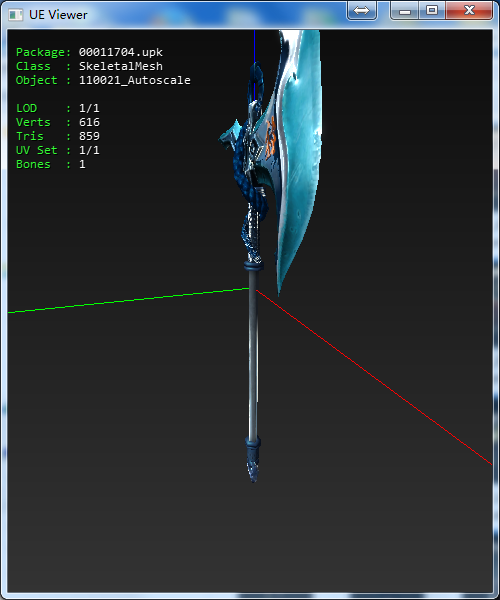 UE Viewer
Package: 00011704.upk
Class : SkeletalMesh
Object : 110021_Autoscale
LOD : 1/1
Verts : 616
Tris : 859
UV Set : 1/1
Bones : 1